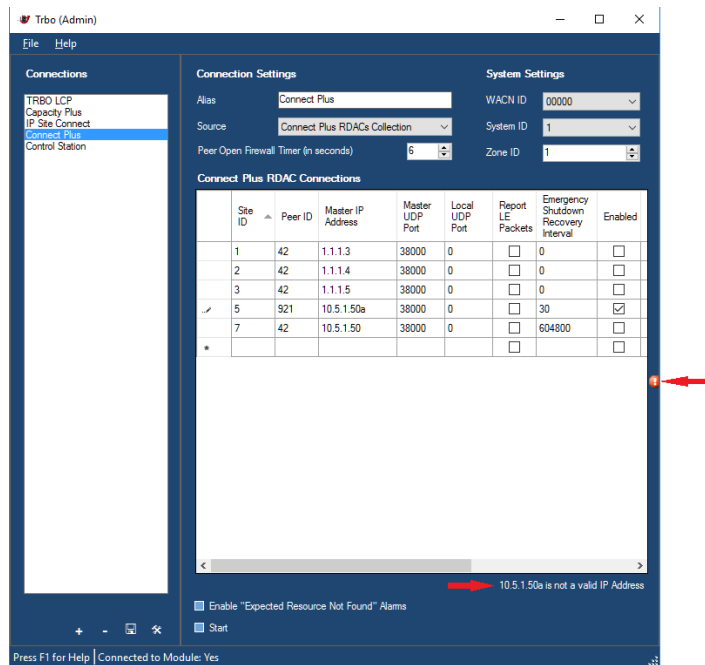 Trbo (Admin)
File Help
Connections
TRBO LCP
Capacity Plus
IP Site Connect
Connect Plus
Control Station
Connection Settings
System Settings
Alias Connect Plus
WACN ID 00000
Source Connect Plus RDACs Collection
System ID 1
Peer Open Firewall Timer (in seconds) 6
Zone ID 1
Connect Plus RDAC Connections
Site ID Peer ID Master IP Address Master UDP Port Local UDP Port Report LE Packets Emergency Shutdown Recovery Interval Enabled
1 42 1.1.1.3 38000 0 0
2 42 1.1.1.4 38000 0 0
3 42 1.1.1.5 38000 0 0
5 921 10.5.1.50a 38000 0 30
7 42 10.5.1.50 38000 0 604800
10.5.1.50a is not a valid IP Address
Enable "Expected Resource Not Found" Alarms
Start
Press F1 for Help Connected to Module: Yes